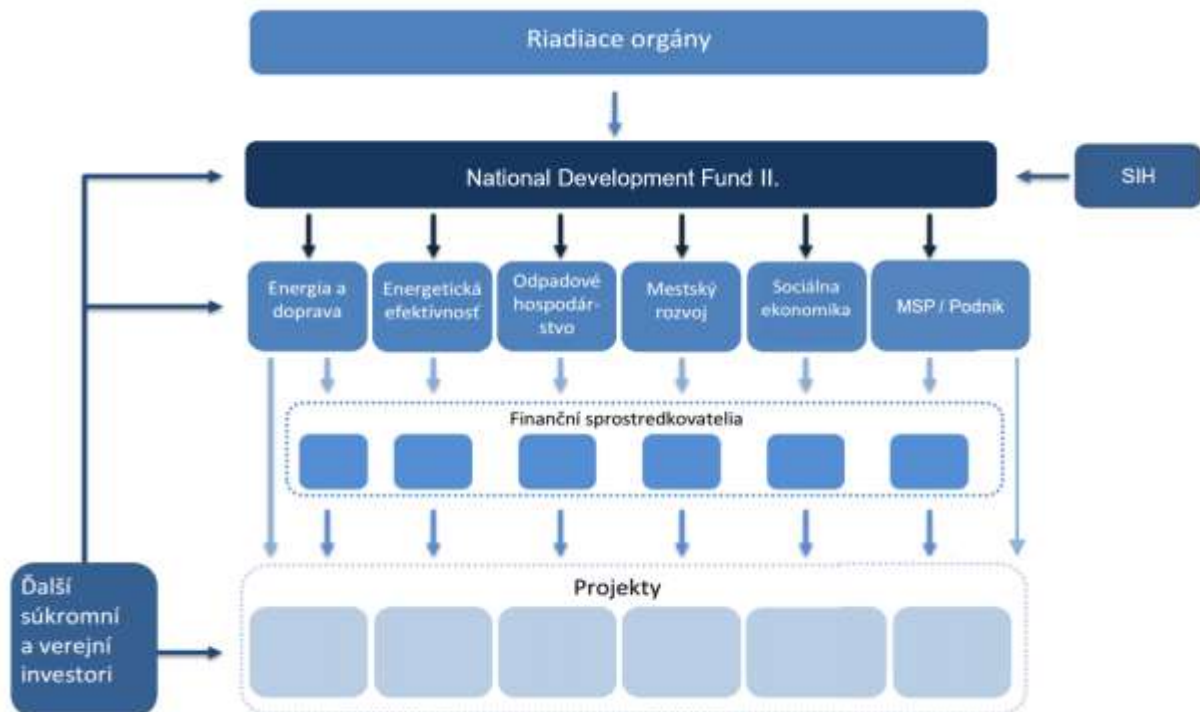 Riadiace orgány
National Development Fund II.
SIH
Energia a
doprava
Energetická
efektívnosť
Odpadové
hospodár-
stvo
Mestský
rozvoj
Sociálna
ekonomika
MSP / Podnik
Finanční sprostredkovatelia
Projekty
Ďalší
súkromní
a verejní
investori